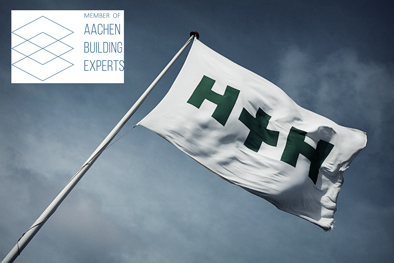 MEMBER OF
AACHEN
BUILDING
EXPERTS
H+H